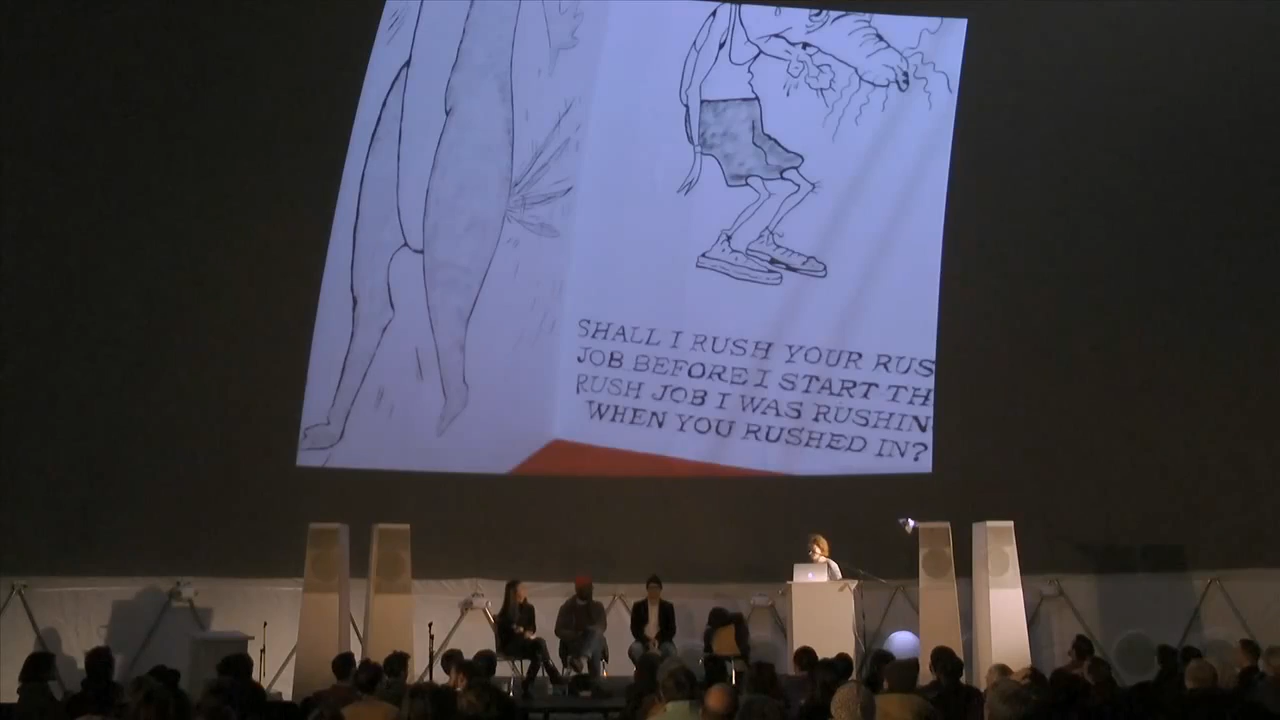 SHALL I RUSH YOUR RUS
JOB BEFORE I START TH
RUSH JOB I WAS RUSHIN
WHEN YOU RUSHED IN?